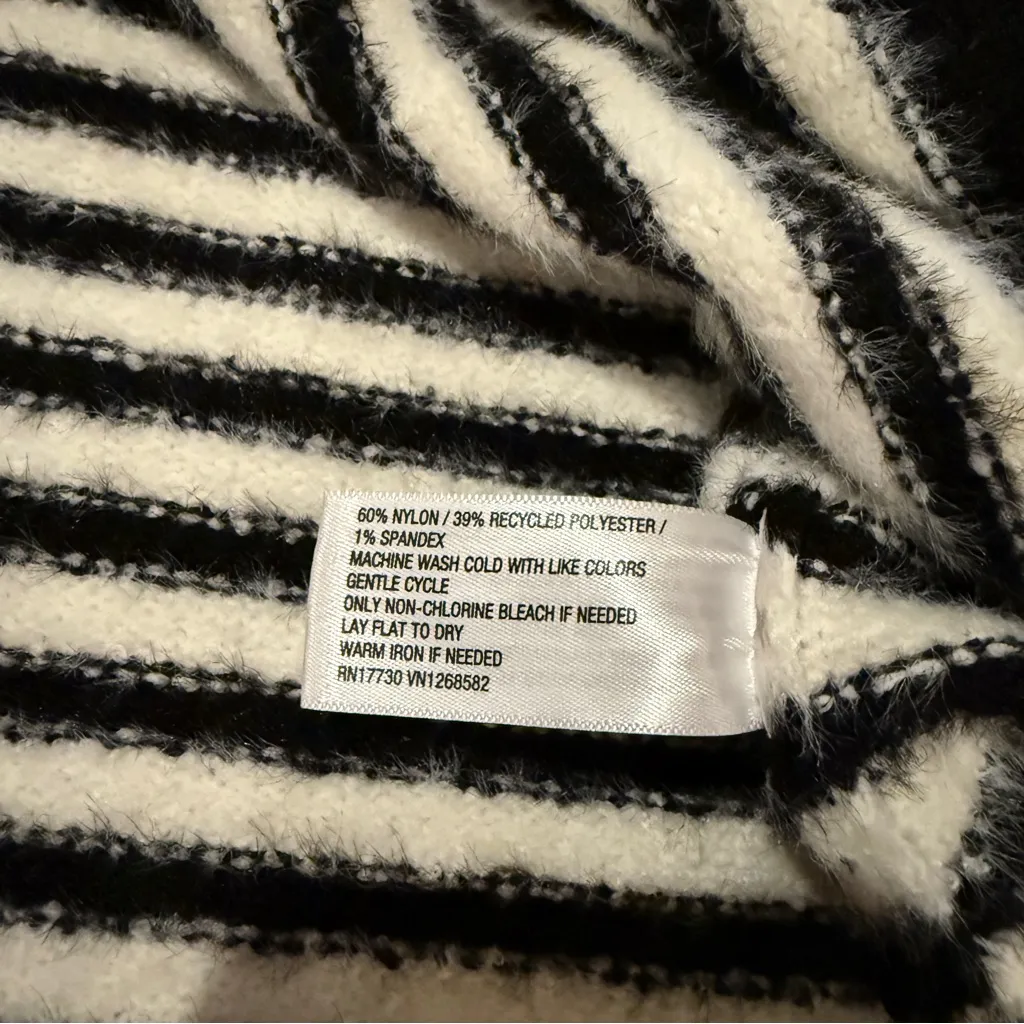 60% NYLON / 39% RECYCLED POLYESTER /
1% SPANDEX
MACHINE WASH COLD WITH LIKE COLORS
GENTLE CYCLE
ONLY NON-CHLORINE BLEACH IF NEEDED
LAY FLAT TO DRY
WARM IRON IF NEEDED
RN17730 VN1268582